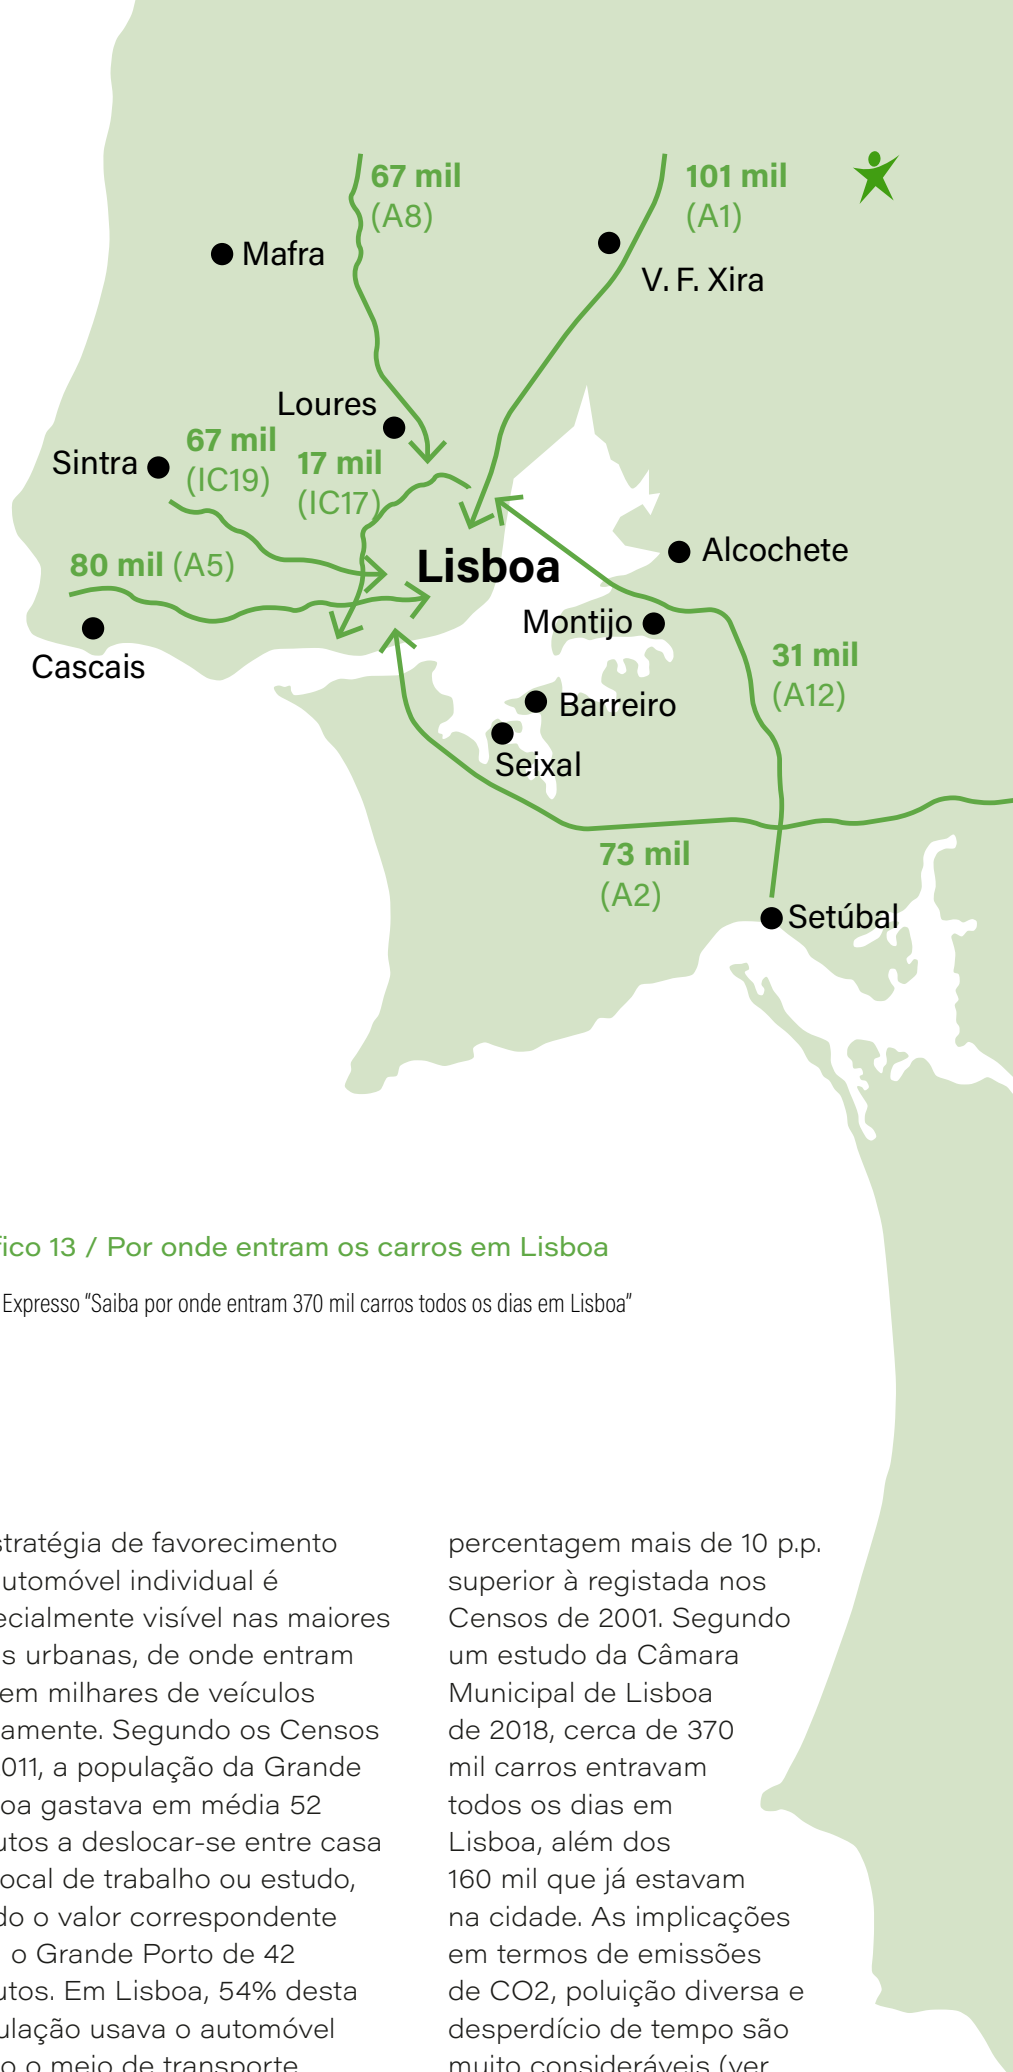 67 mil
(A8)
101 mil
(A1)
Mafra
V. F. Xira
Loures
67 mil
(IC19)
Sintra
17 mil
(IC17)
80 mil (A5)
Lisboa
Alcochete
Montijo
Cascais
31 mil
(A12)
Barreiro
Seixal
73 mil
(A2)
Setúbal
fico 13 / Por onde entram os carros em Lisboa
Expresso "Saiba por onde entram 370 mil carros todos os dias em Lisboa"
stratégia de favorecimento
utomóvel individual é
ecialmente visível nas maiores
s urbanas, de onde entram
em milhares de veículos
amente. Segundo os Censos
011, a população da Grande
oa gastava em média 52
utos a deslocar-se entre casa
ocal de trabalho ou estudo,
do o valor correspondente
o Grande Porto de 42
utos. Em Lisboa, 54% desta
ulação usava o automóvel
o o meio de transporte
percentagem mais de 10 p.p.
superior à registada nos
Censos de 2001. Segundo
um estudo da Câmara
Municipal de Lisboa
de 2018, cerca de 370
mil carros entravam
todos os dias em
Lisboa, além dos
160 mil que já estavam
na cidade. As implicações
em termos de emissões
de CO2, poluição diversa e
desperdício de tempo são
muito consideráveis (ver